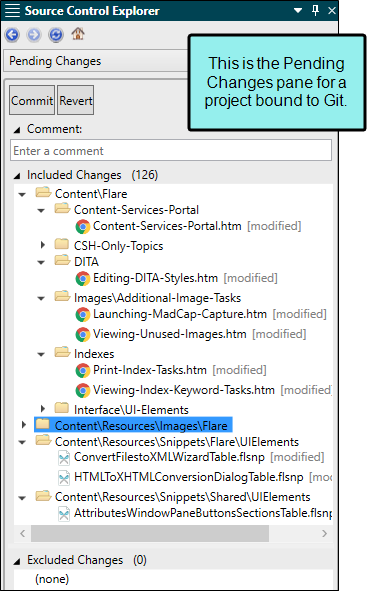 Source Control Explorer
Pending Changes
This is the Pending
Changes pane for a
project bound to Git.
Commit Revert
Comment:
Enter a comment
Included Changes (126)
Content\Flare
Content-Services-Portal
Content-Services-Portal.htm [modified]
CSH-Only-Topics
DITA
Editing-DITA-Styles.htm [modified]
Images\Additional-Image-Tasks
Launching-MadCap-Capture.htm [modified]
Viewing-Unused-Images.htm [modified]
Indexes
Print-Index-Tasks.htm [modified]
Viewing-Index-Keyword-Tasks.htm [modified]
Interface\UI-Elements
Content\Resources\Images\Flare
Content\Resources\Snippets\Flare\UIElements
ConvertFilestoXMLWizardTable.flsnp [modified]
HTMLToXHTMLConversionDialogTable.flsnp [modified]
Content\Resources\Snippets\Shared\UIElements
AttributesWindowPaneButtonsSectionsTable.flsnp
Excluded Changes (0)
(none)